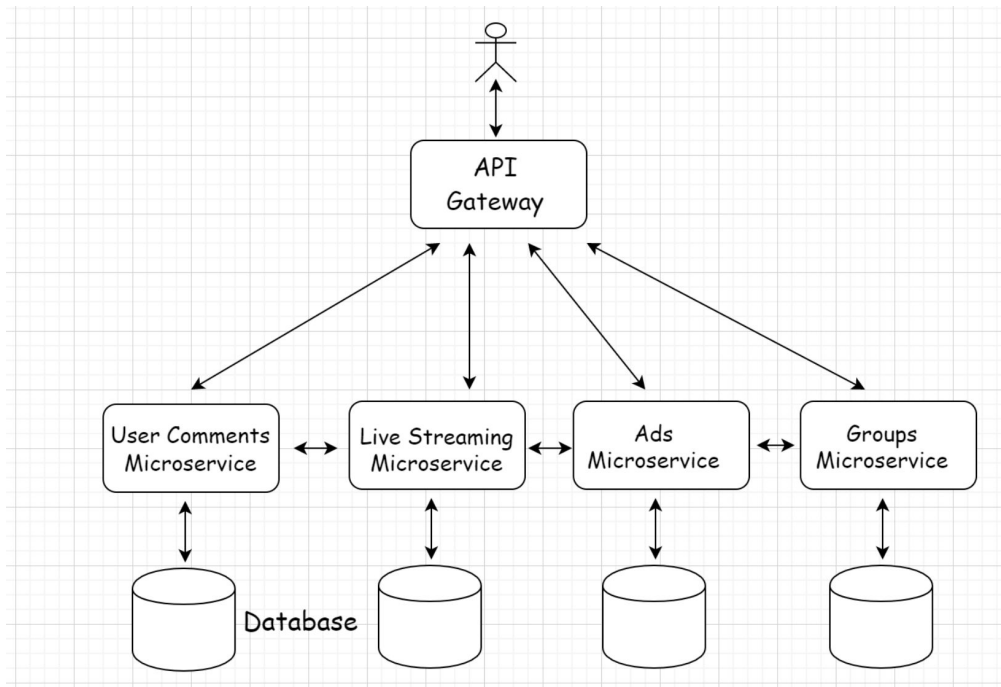 API
Gateway
User Comments
Microservice
Live Streaming
Microservice
Ads
Microservice
Groups
Microservice
Database